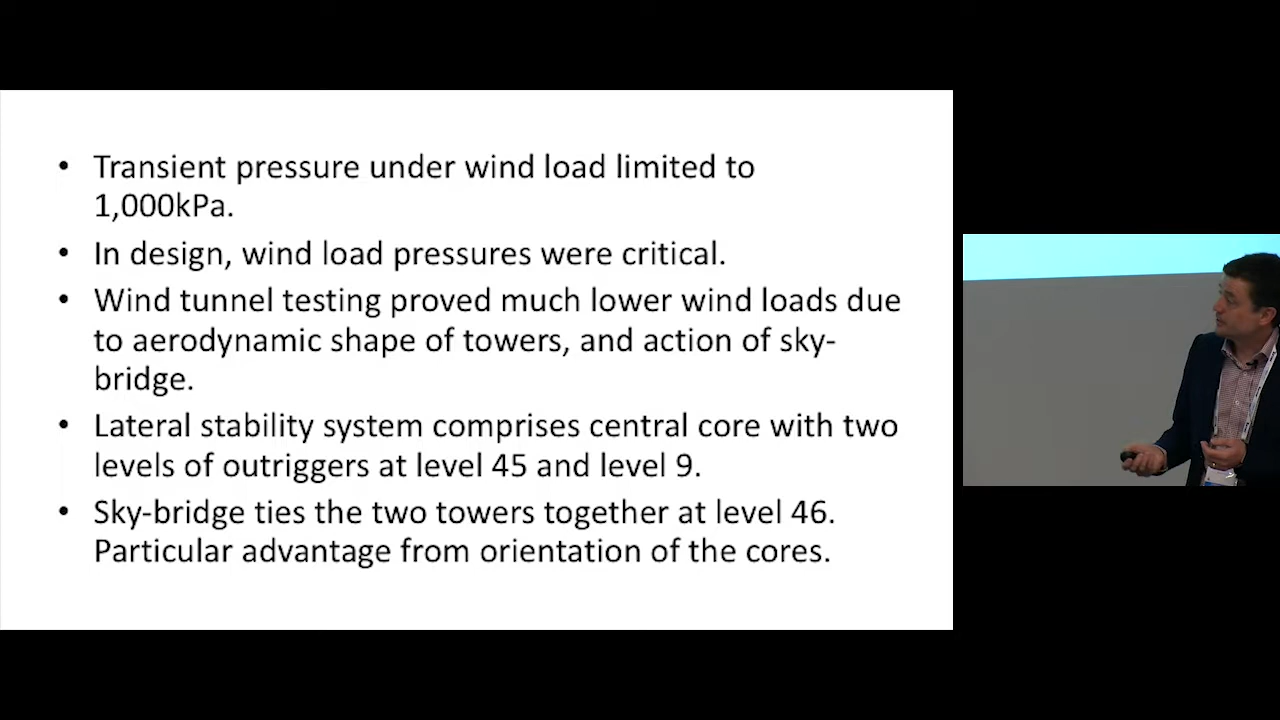 • Transient pressure under wind load limited to
1,000kPa.
• In design, wind load pressures were critical.
• Wind tunnel testing proved much lower wind loads due
to aerodynamic shape of towers, and action of sky-
bridge.
• Lateral stability system comprises central core with two
levels of outriggers at level 45 and level 9.
• Sky-bridge ties the two towers together at level 46.
Particular advantage from orientation of the cores.